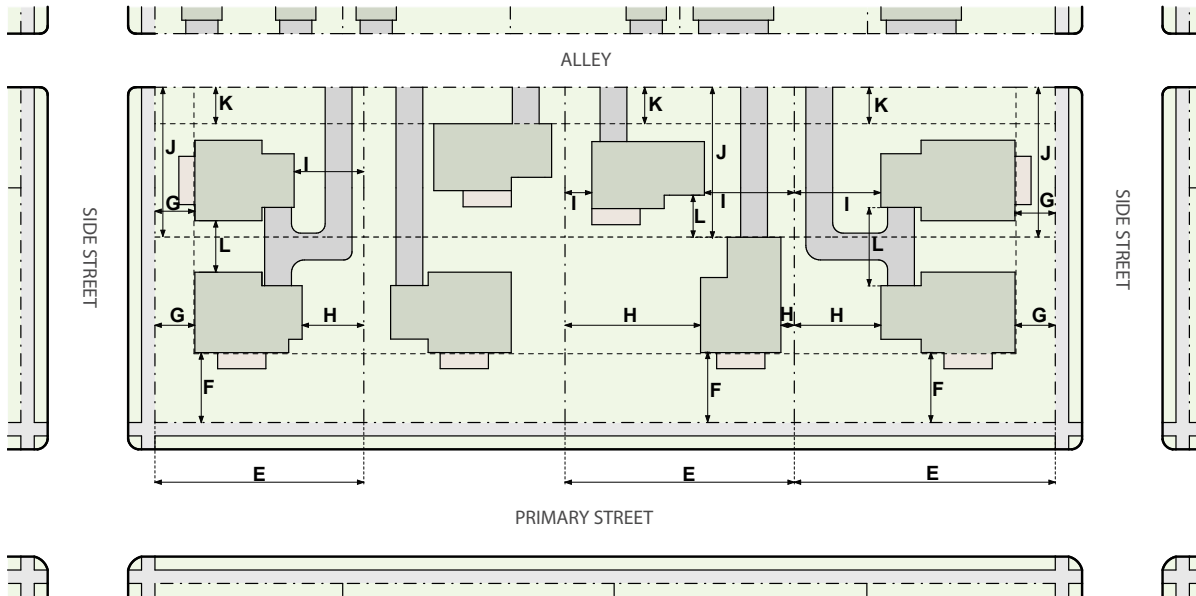 ALLEY
K K K
J I J J
G I L I I G
SIDE STREET
SIDE STREET
L L
G H H H H G
F F F
E E E
PRIMARY STREET